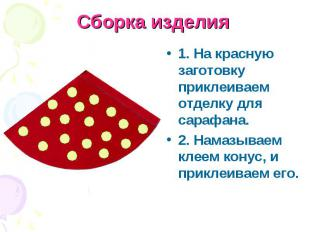 Сборка изделия
• 1. На красную
заготовку
приклеиваем
отделку для
сарафана.
• 2. Намазываем
клеем конус, и
приклеиваем его.